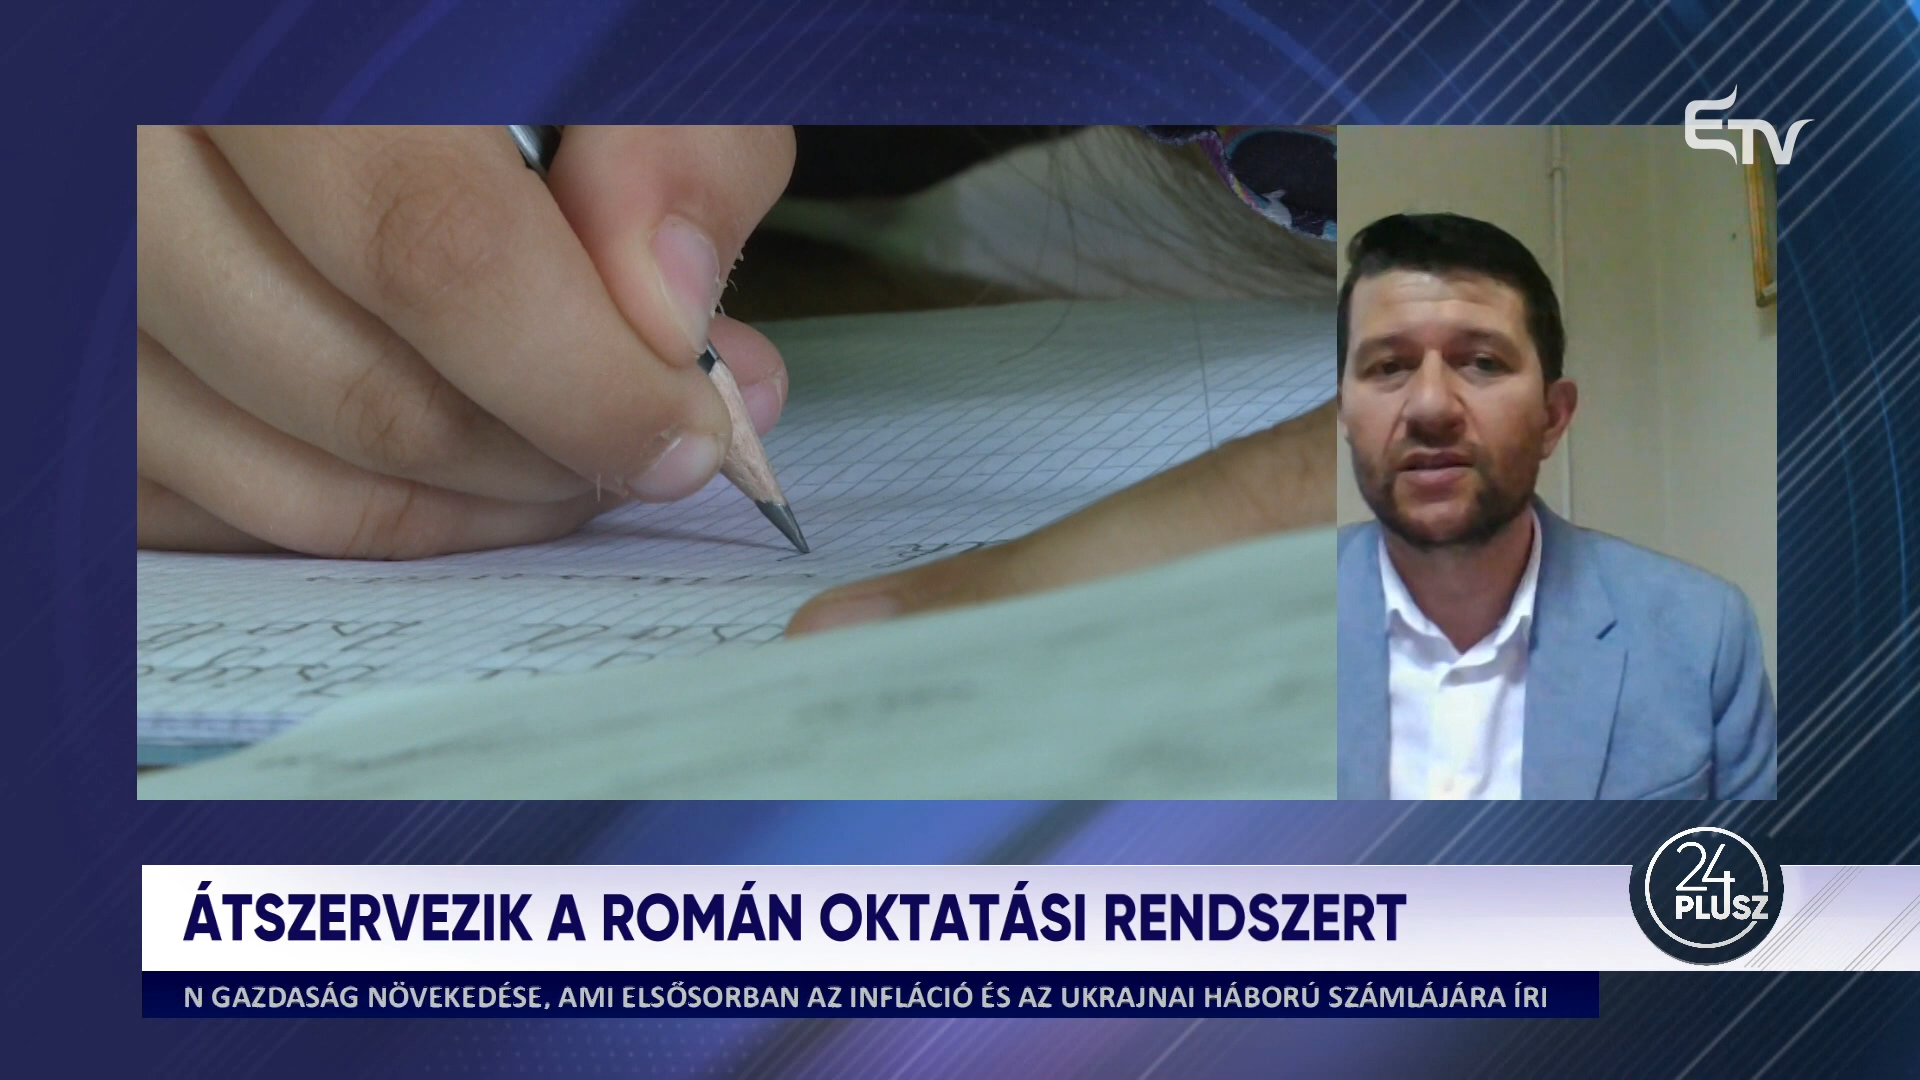 ETV
24
PLUSZ
ÁTSZERVEZIK A ROMÁN OKTATÁSI RENDSZERT
N GAZDASÁG NÖVEKEDÉSE, AMI ELSŐSORBAN AZ INFLÁCIÓ ÉS AZ UKRAJNAI HÁBORÚ SZÁMLÁJÁRA ÍRI